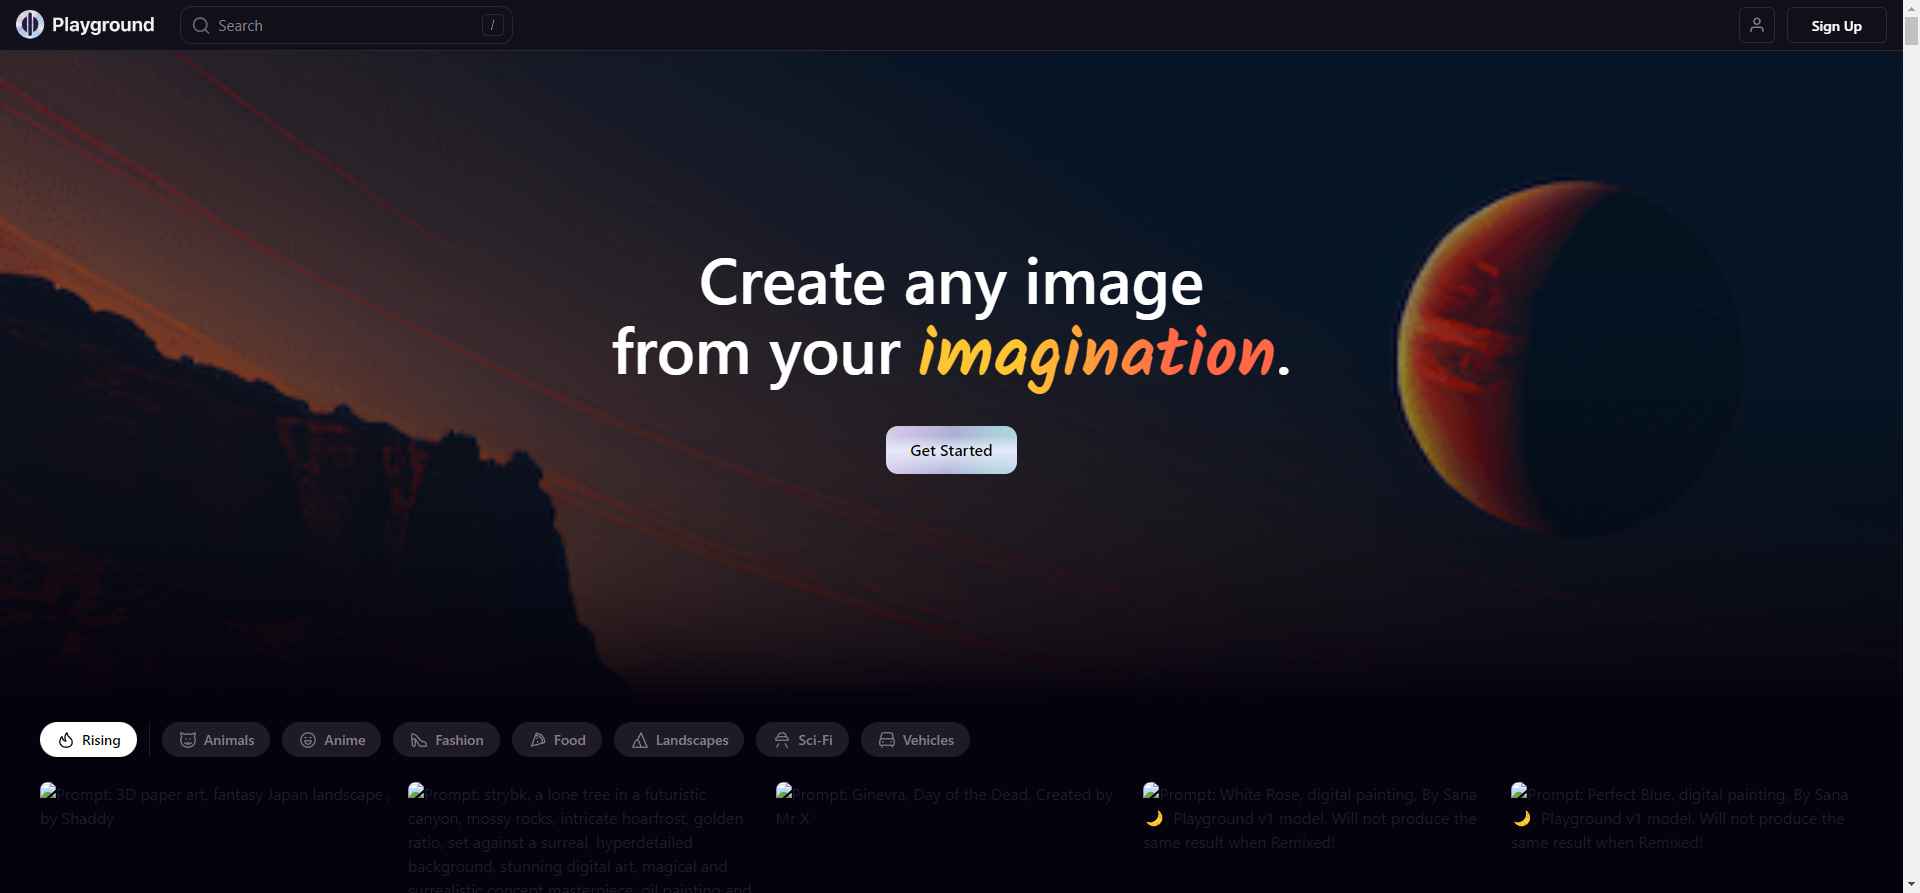 Playground
Search
/
Sign Up
Create any image
from your imagination.
Get Started
Rising
Animals
Anime
Fashion
Food
Landscapes
Sci-Fi
Vehicles
Prompt: 3D paper art, fantasy Japan landscape ,
by Shaddy
Prompt: strybk, a lone tree in a futuristic
canyon, mossy rocks, intricate hoarfrost, golden
ratio, set against a surreal, hyperdetailed
background, stunning digital art, magical and
surrealistic concept masterpiece, oil painting and
Prompt: Ginevra, Day of the Dead, Created by
Mr X
Prompt: White Rose, digital painting, By Sana
🌙 Playground v1 model. Will not produce the
same result when Remixed!
Prompt: Perfect Blue, digital painting, By Sana
🌙 Playground v1 model. Will not produce the
same result when Remixed!